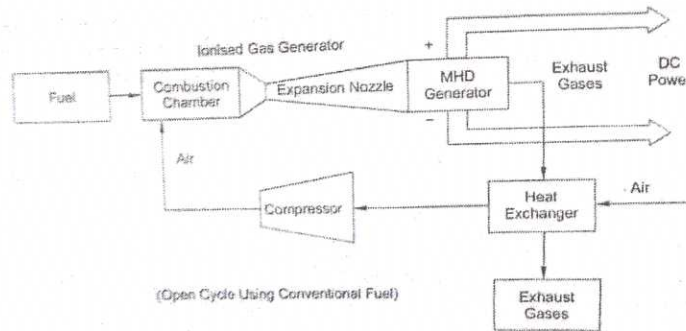 Ionised Gas Generator
+
Fuel
Combustion
Chamber
Expansion Nozzle
MHD
Generator
Exhaust
Gases
DC
Power
−
Air
Compressor
Heat
Exchanger
Air
(Open Cycle Using Conventional Fuel)
Exhaust
Gases